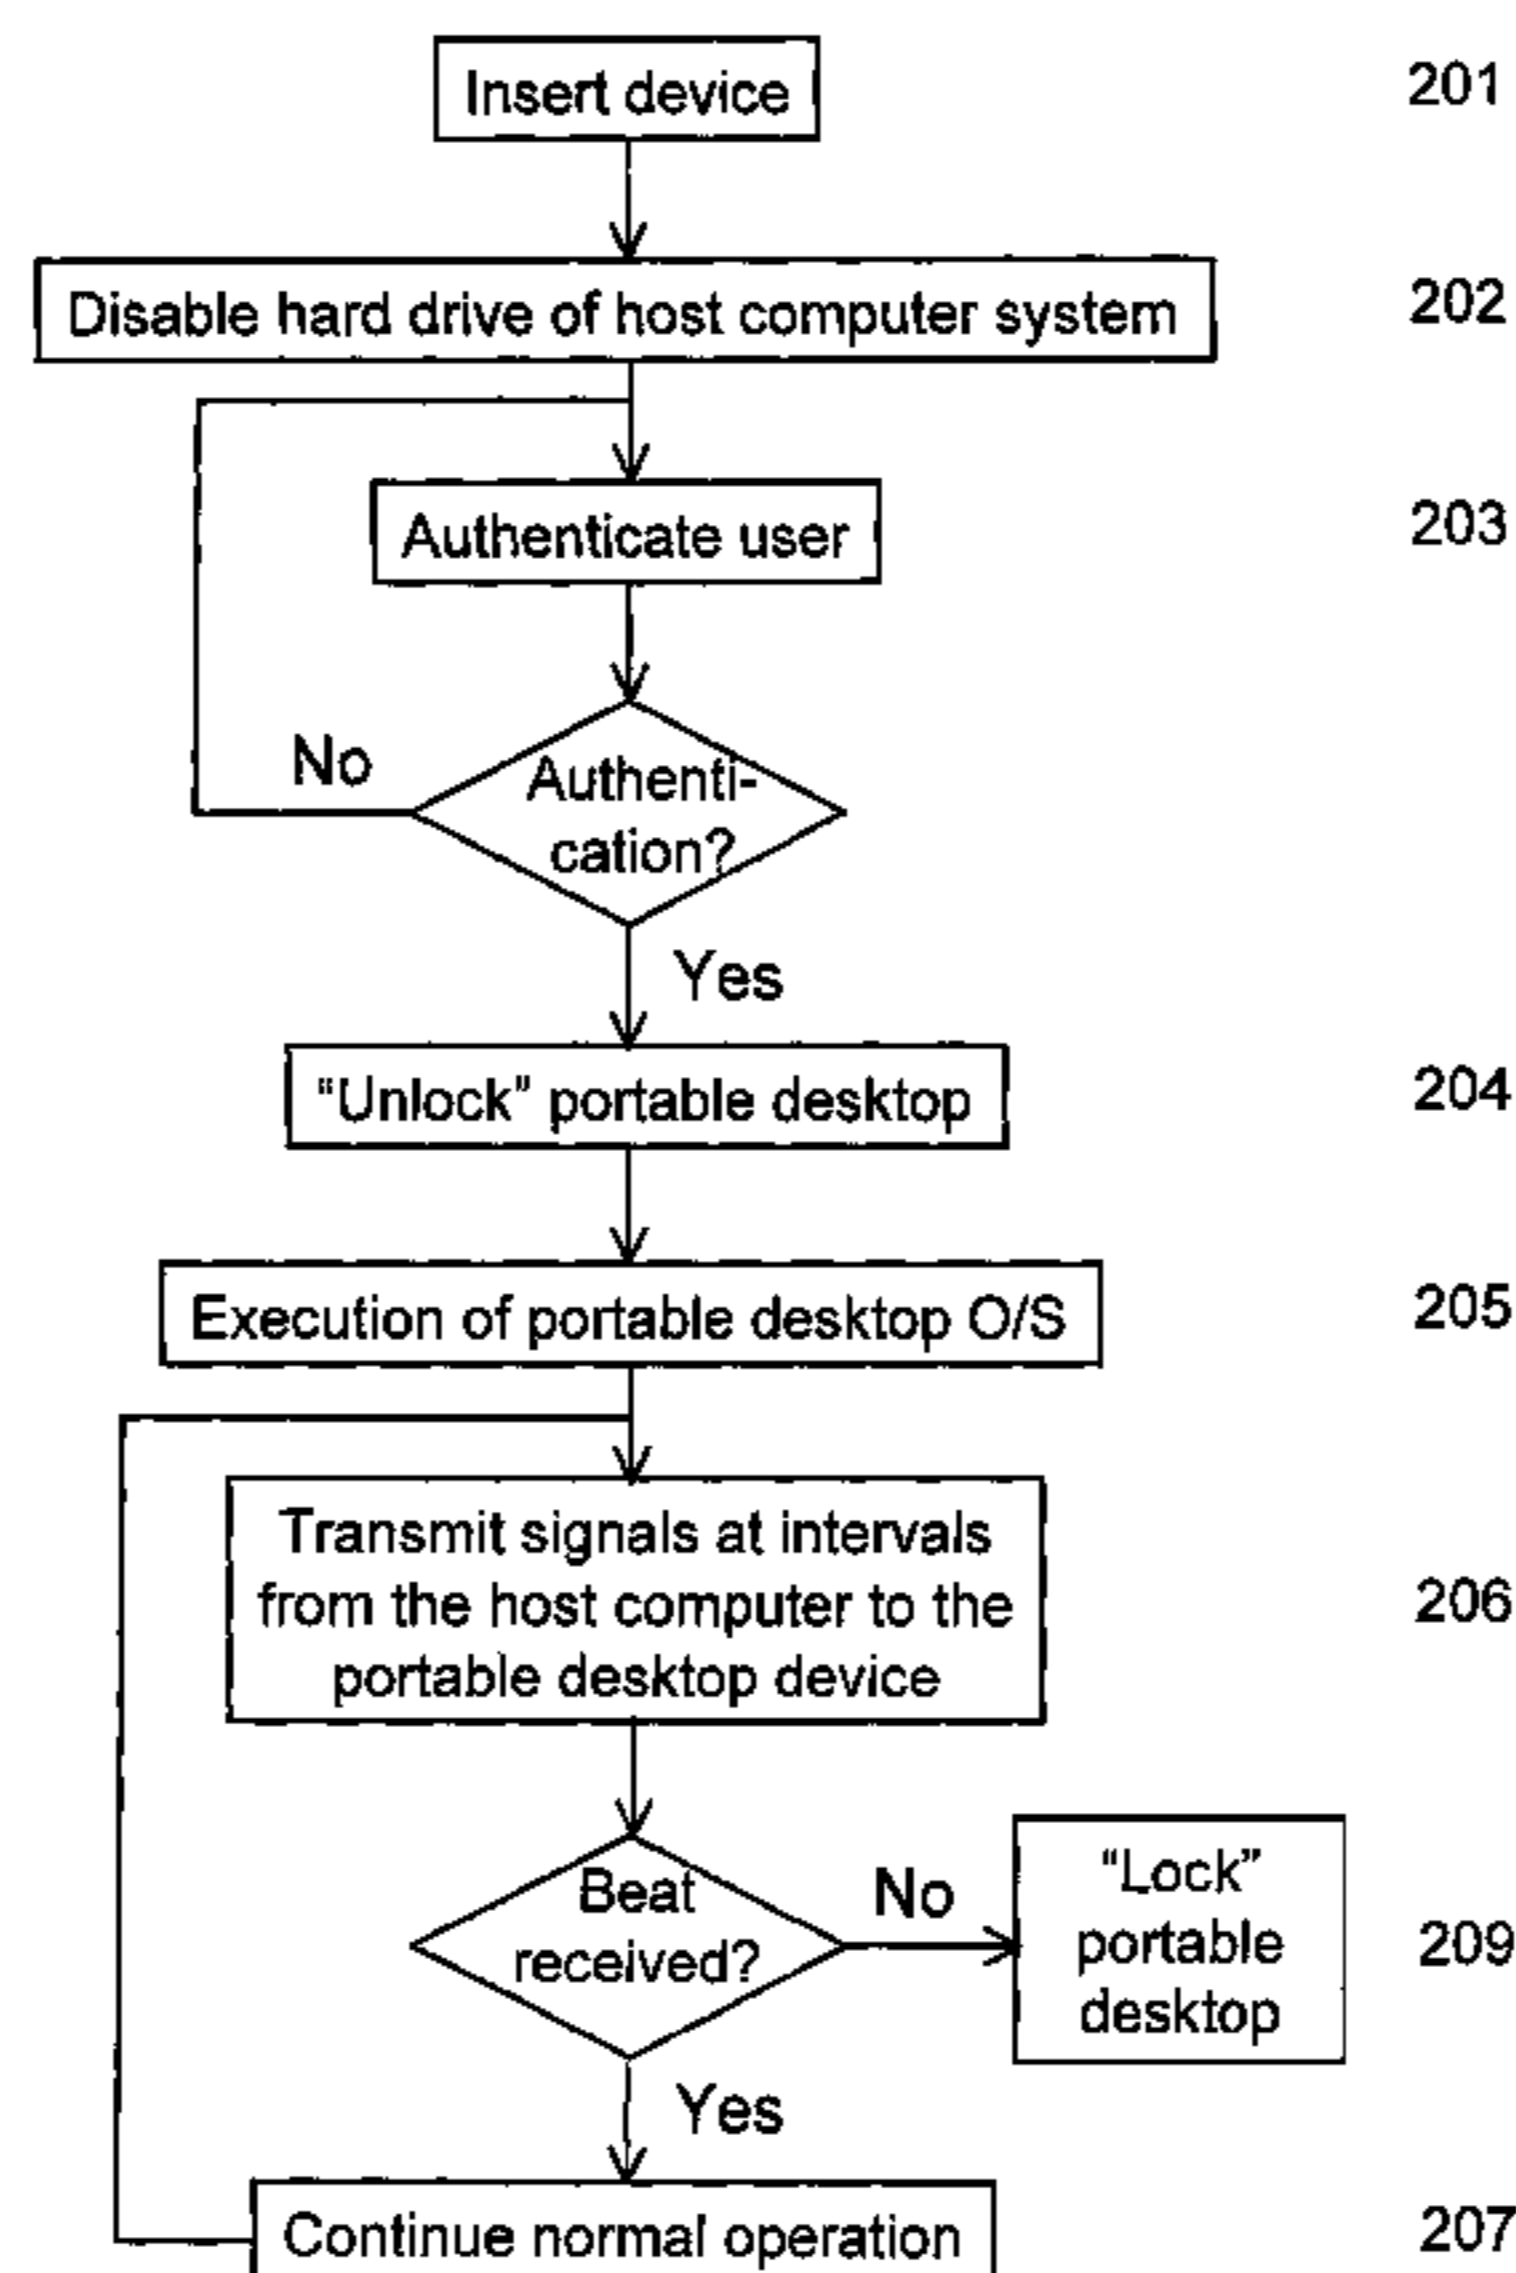 Insert device
201
Disable hard drive of host computer system
202
Authenticate user
203
No
Authenti-
cation?
Yes
“Unlock” portable desktop
204
Execution of portable desktop O/S
205
Transmit signals at intervals
from the host computer to the
portable desktop device
206
Beat
received?
No
“Lock”
portable
desktop
209
Yes
Continue normal operation
207